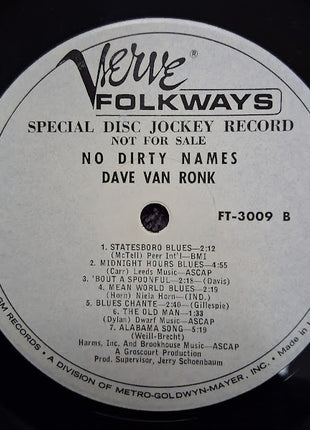 Verve
FOLKWAYS
SPECIAL DISC JOCKEY RECORD
NOT FOR SALE
NO DIRTY NAMES
DAVE VAN RONK
FT-3009 B
1. STATESBORO BLUES—2:12
(McTell) Peer Int'l—BMI
2. MIDNIGHT HOURS BLUES—4:55
(Carr) Leeds Music—ASCAP
3. 'BOUT A SPOONFUL—2:18—(Davis)
4. MEAN WORLD BLUES—4:19
(Horn) Niela Horn—(IND.)
5. BLUES CHANTE—2:40—(Gillespie)
6. THE OLD MAN—1:33
(Dylan) Dwarf Music—ASCAP
7. ALABAMA SONG—5:19
(Weill-Brecht)
Harms, Inc. And Brookhouse Music—ASCAP
A Groscourt Production
Prod. Supervisor, Jerry Schoenbaum
RECORDS • A DIVISION OF METRO-GOLDWYN-MAYER, INC. • Made in